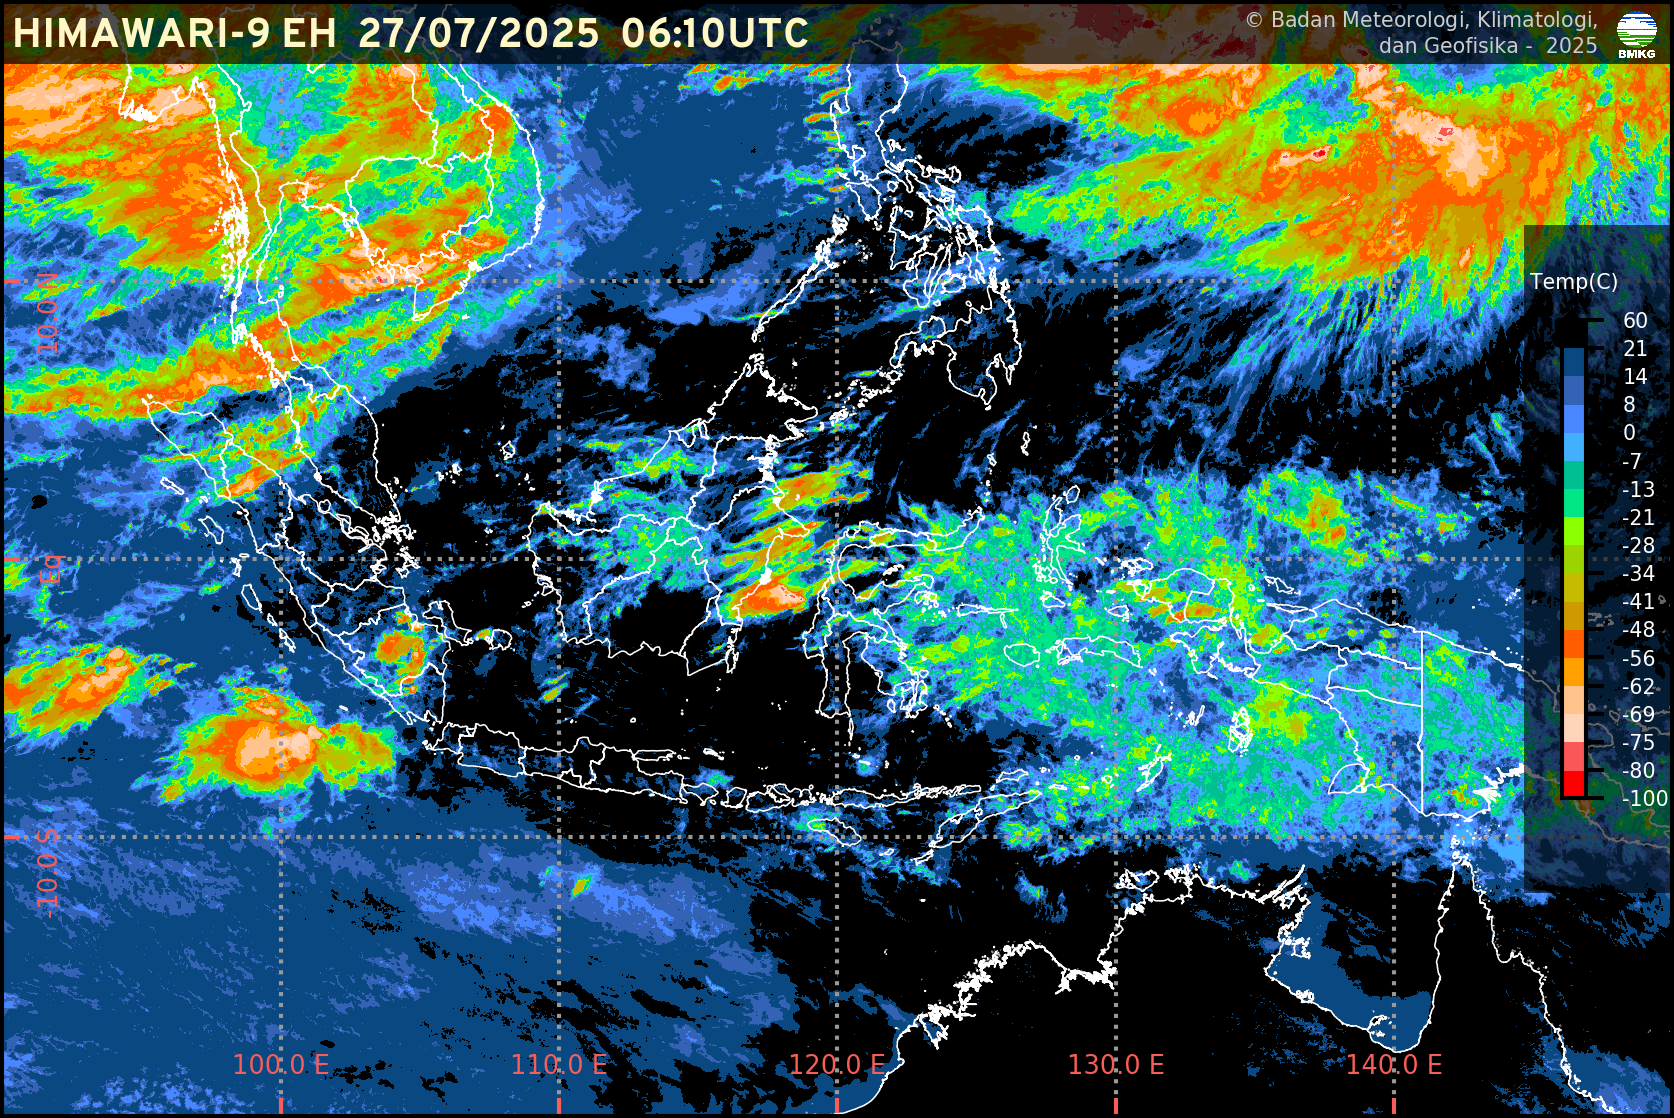 HIMAWARI-9 EH  27/07/2025  06:10UTC
© Badan Meteorologi, Klimatologi,
dan Geofisika -  2025
BMKG
Temp(C)
60
21
14
8
0
-7
-13
-21
-28
-34
-41
-48
-56
-62
-69
-75
-80
-100
10.0 N
Eq
-10.0 S
100.0 E
110.0 E
120.0 E
130.0 E
140.0 E